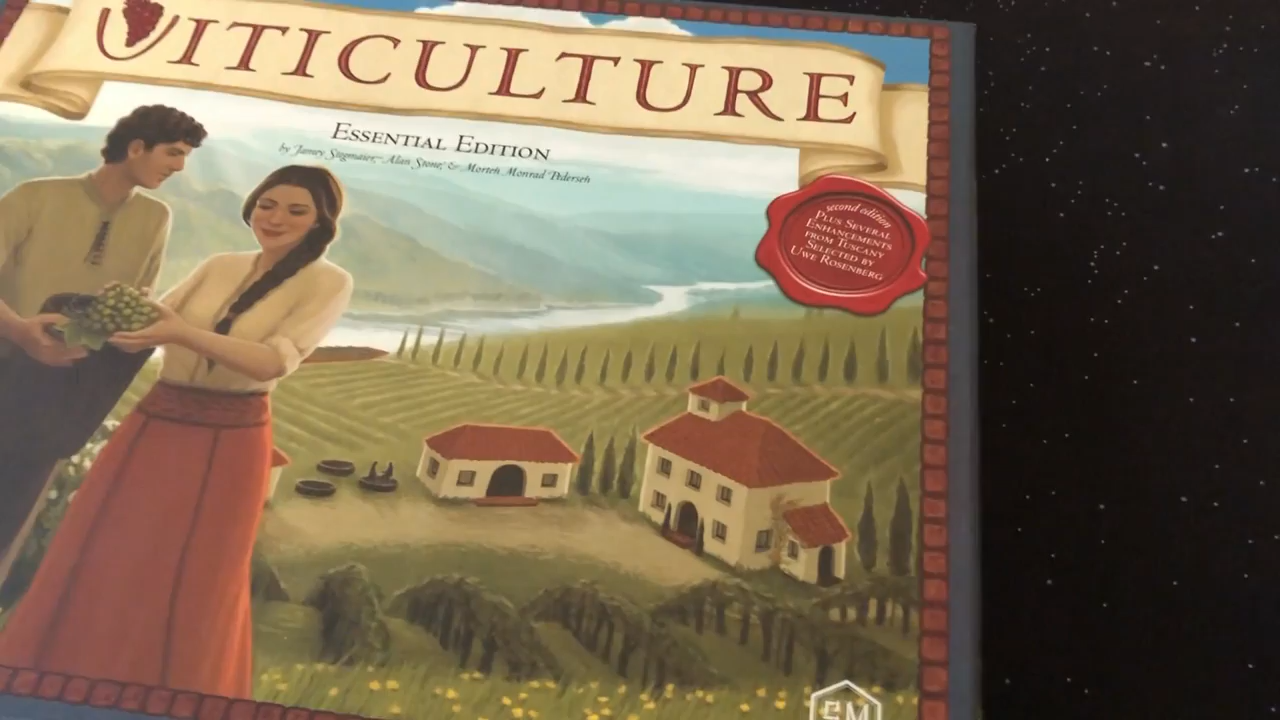 VITICULTURE
ESSENTIAL EDITION
by Jamey Stegmaier, Alan Stone, & Morten Monrad Pedersen
second edition
PLUS SEVERAL
ENHANCEMENTS
FROM TUSCANY
SELECTED BY
UWE ROSENBERG
SM